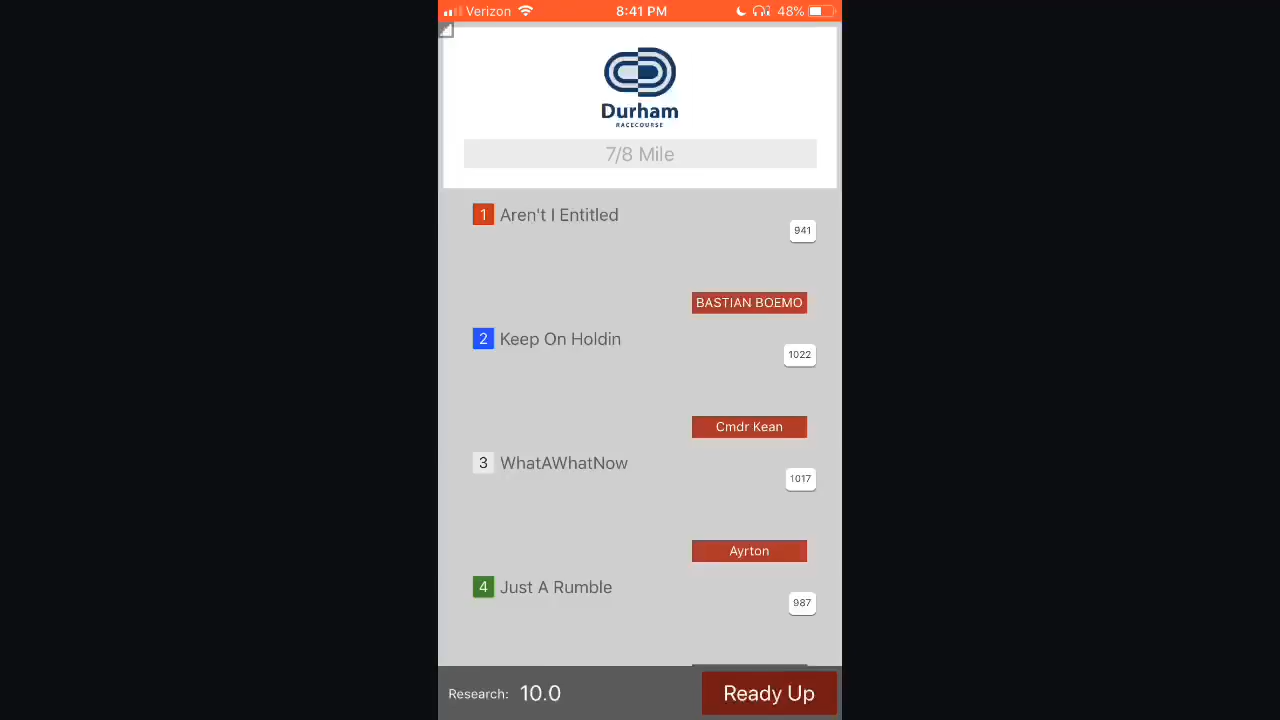 Verizon 8:41 PM 48%
Durham
RACECOURSE
7/8 Mile
1 Aren't I Entitled
941
BASTIAN BOEMO
2 Keep On Holdin
1022
Cmdr Kean
3 WhatAWhatNow
1017
Ayrton
4 Just A Rumble
987
Research: 10.0 Ready Up